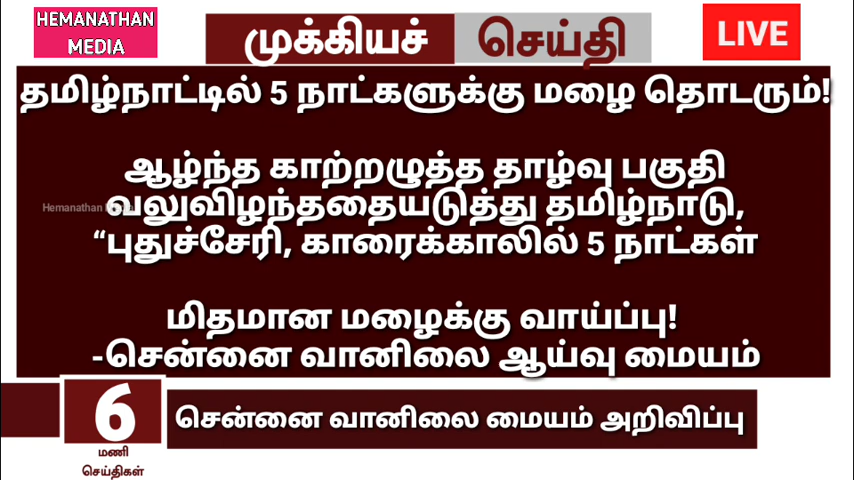 HEMANATHAN
MEDIA
முக்கியச் செய்தி
LIVE
தமிழ்நாட்டில் 5 நாட்களுக்கு மழை தொடரும்!
ஆழ்ந்த காற்றழுத்த தாழ்வு பகுதி
வலுவிழந்ததையடுத்து தமிழ்நாடு,
“புதுச்சேரி, காரைக்காலில் 5 நாட்கள்
மிதமான மழைக்கு வாய்ப்பு!
-சென்னை வானிலை ஆய்வு மையம்
Hemanathan
6
மணி
செய்திகள்
சென்னை வானிலை மையம் அறிவிப்பு